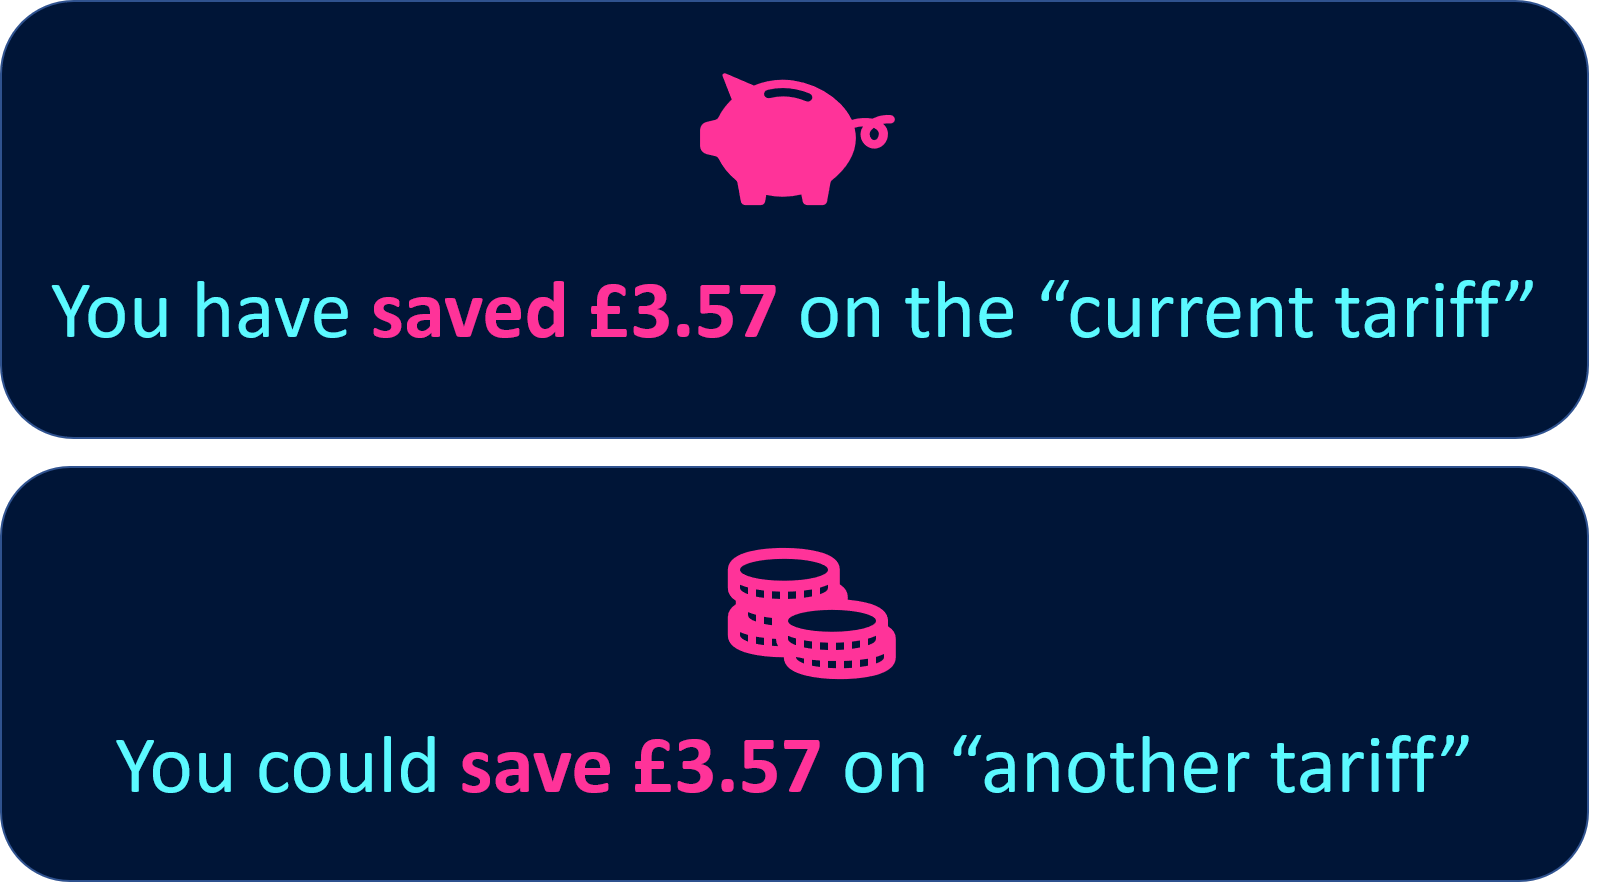 You have saved £3.57 on the “current tariff”
You could save £3.57 on “another tariff”